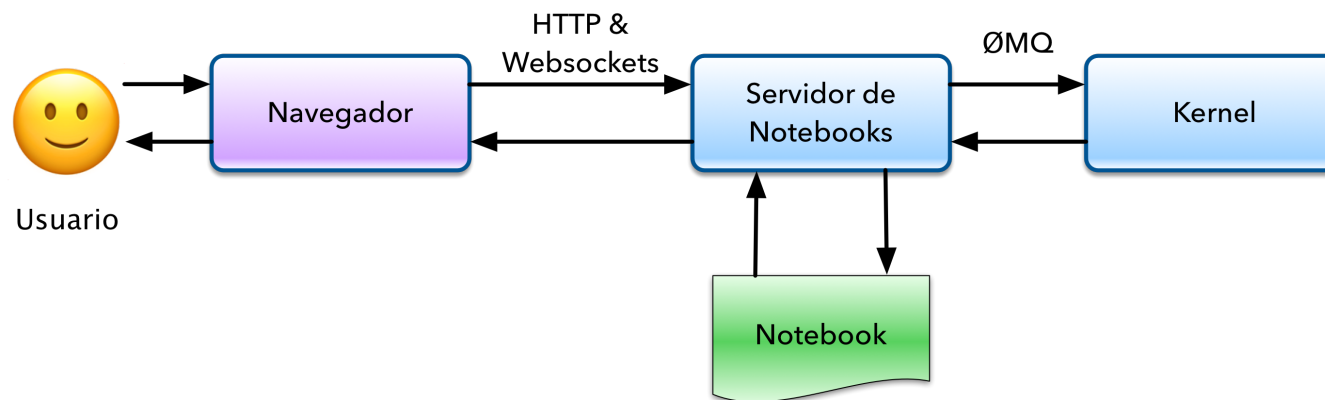 HTTP &
Websockets
ØMQ
Navegador
Servidor de
Notebooks
Kernel
Usuario
Notebook